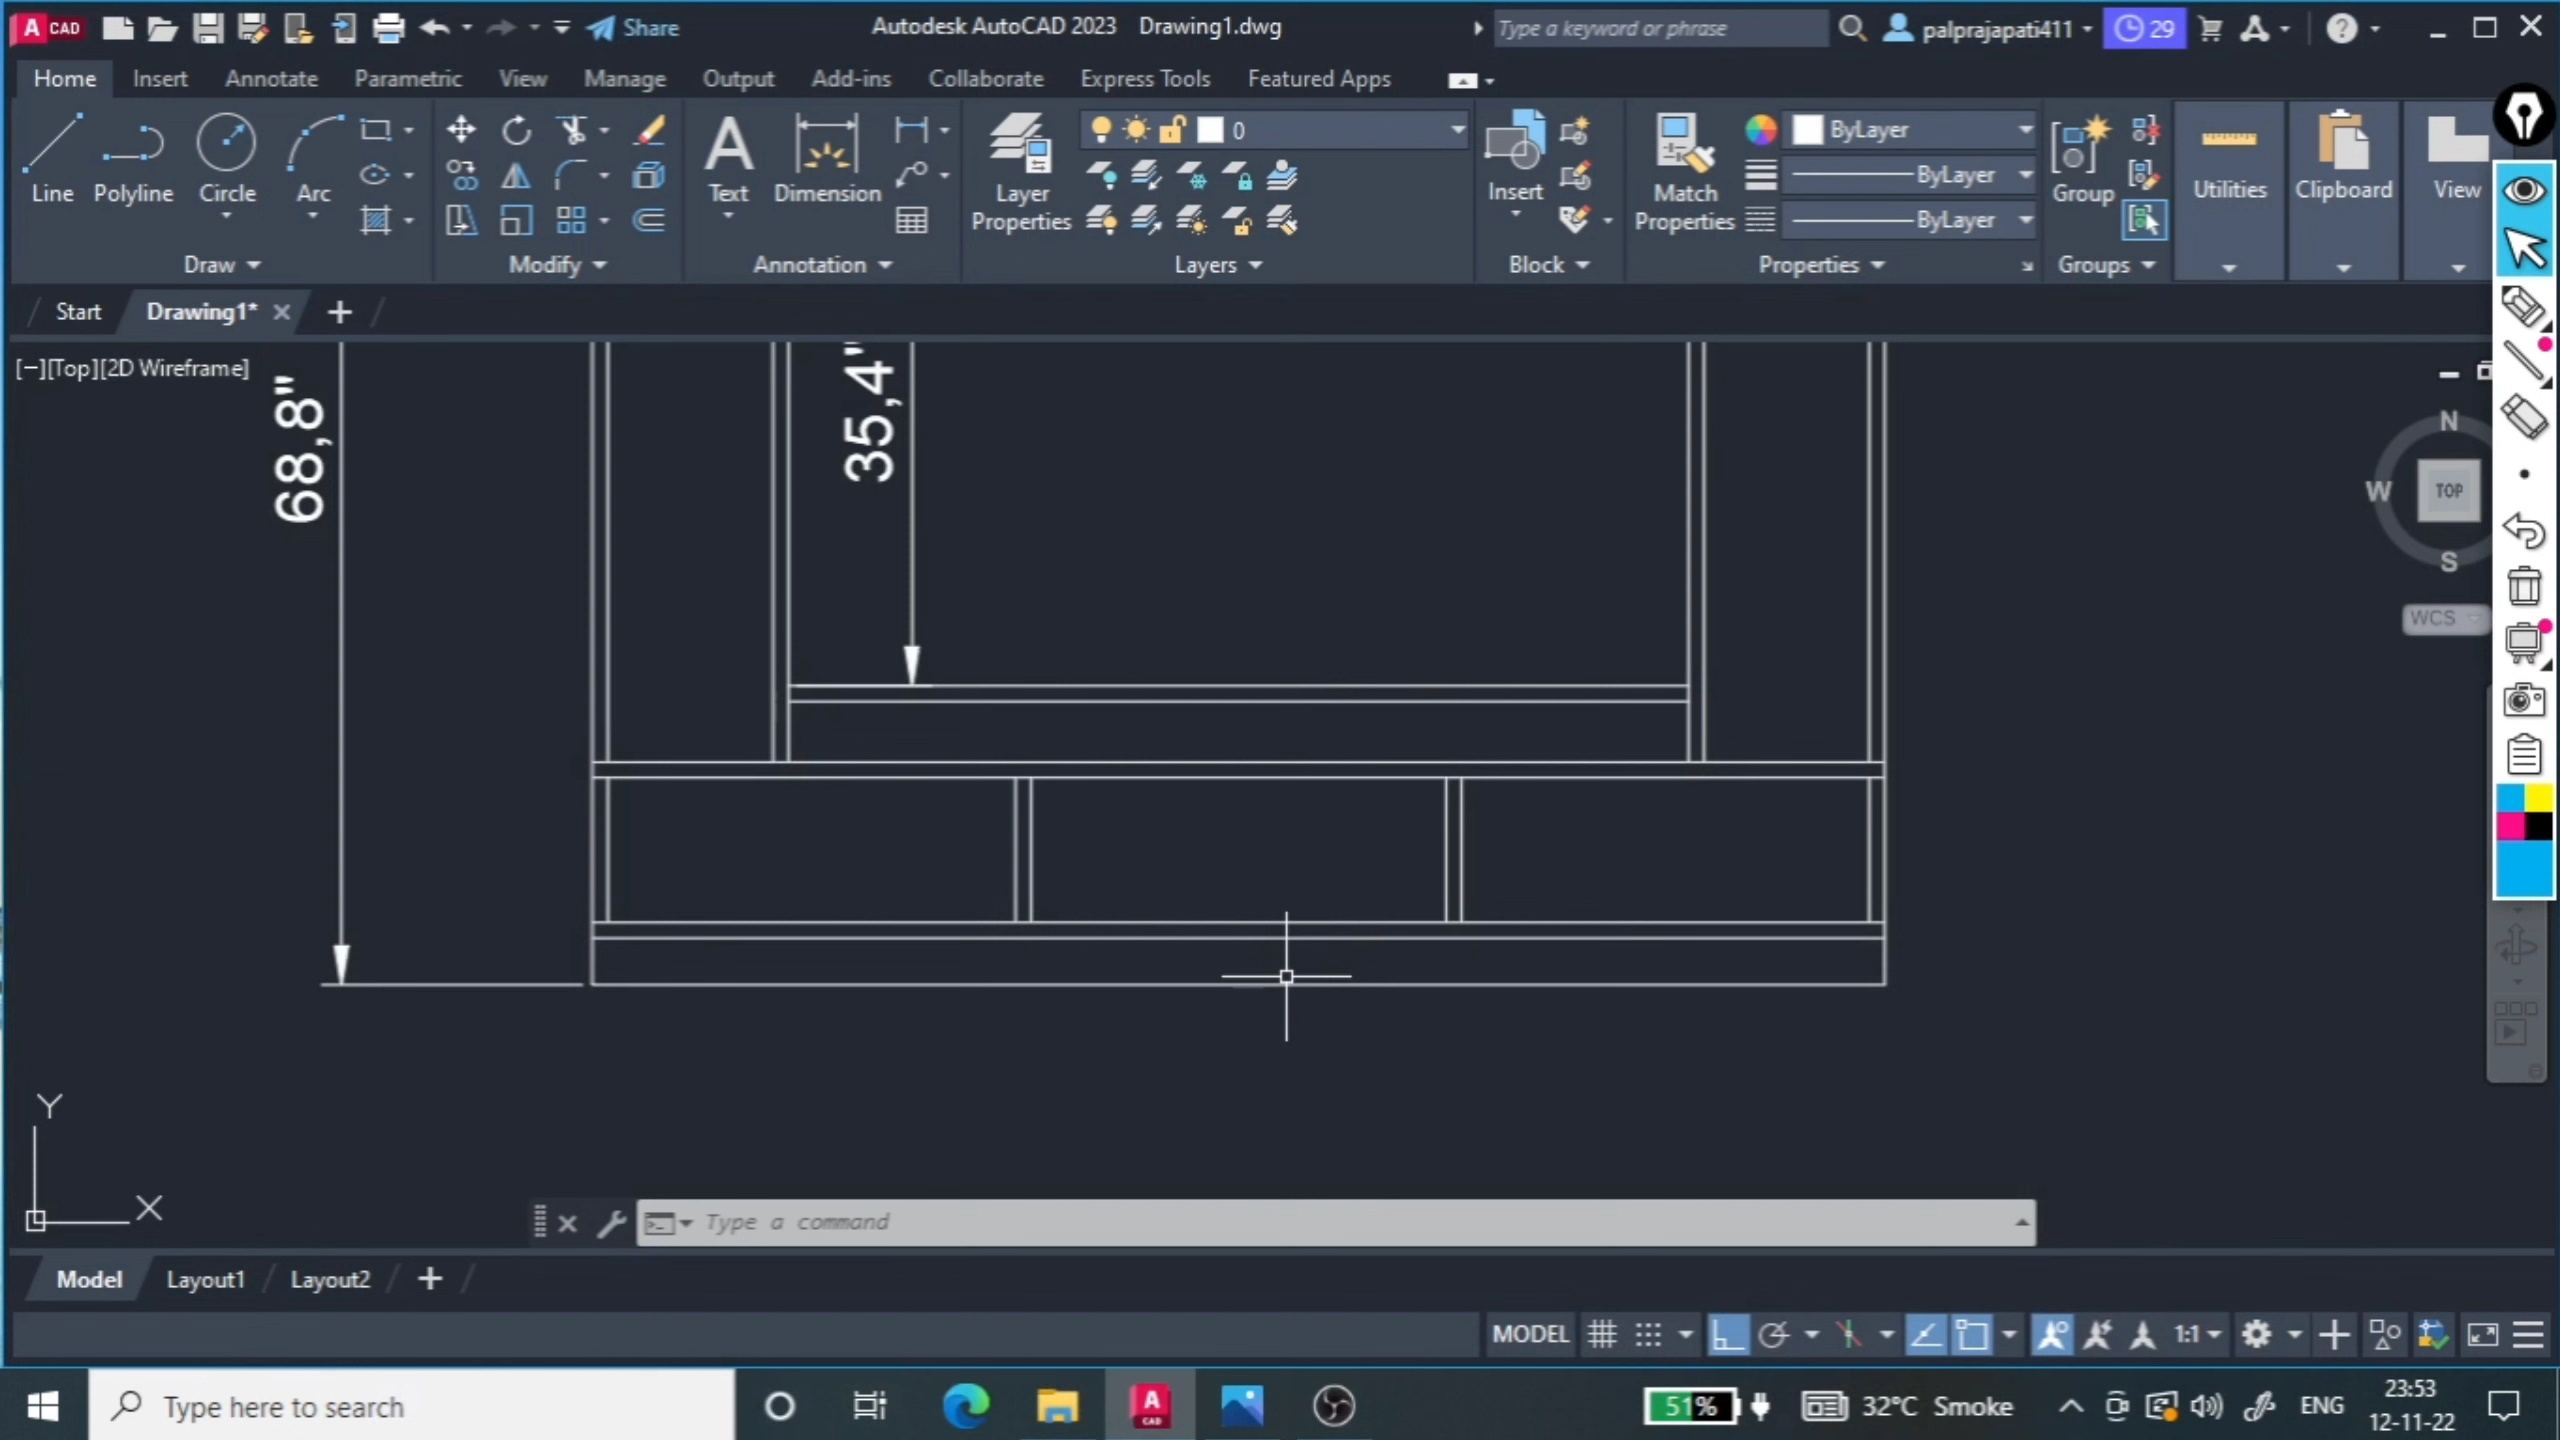 A CAD Share Autodesk AutoCAD 2023 Drawing1.dwg Type a keyword or phrase palprajapati411 29
Home Insert Annotate Parametric View Manage Output Add-ins Collaborate Express Tools Featured Apps
0 ByLayer
Line Polyline Circle Arc Text Dimension Layer Properties Insert Match Properties ByLayer Group Utilities Clipboard View
ByLayer
Draw Modify Annotation Layers Block Properties Groups
Start Drawing1*
[−][Top][2D Wireframe]
68,8"
35,4"
N
W TOP
S
WCS
Y
X
Type a command
Model Layout1 Layout2
MODEL 1:1
Type here to search A CAD 51% 32°C Smoke ENG 23:53
12-11-22